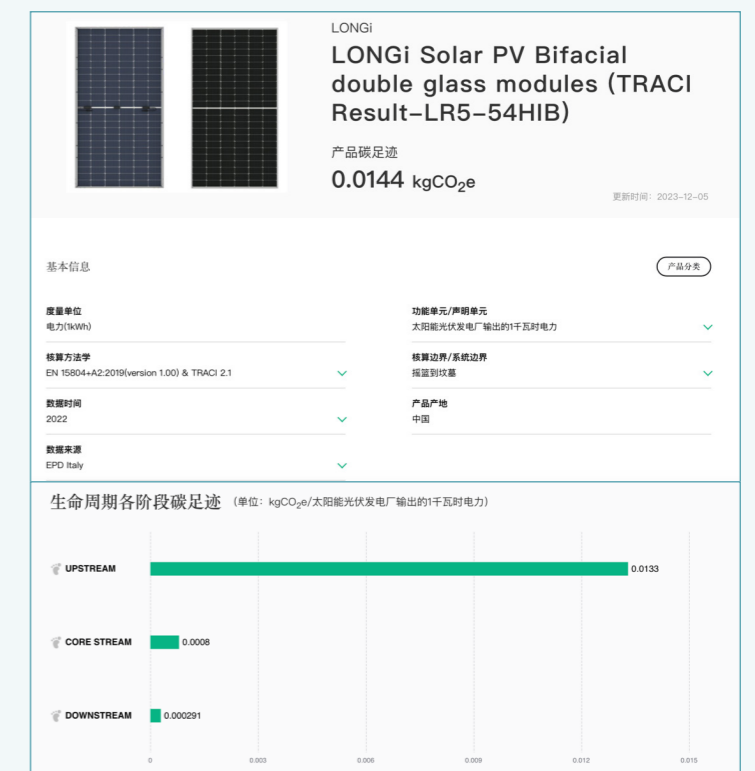 LONGi
LONGi Solar PV Bifacial
double glass modules (TRACI
Result-LR5-54HIB)
产品碳足迹
0.0144 kgCO₂e
更新时间：2023-12-05
基本信息
产品分类
度量单位
电力(1kWh)
功能单元/声明单元
太阳能光伏发电厂输出的1千瓦时电力
核算方法学
EN 15804+A2:2019(version 1.00) & TRACI 2.1
核算边界/系统边界
摇篮到坟墓
数据时间
2022
产品产地
中国
数据来源
EPD Italy
生命周期各阶段碳足迹 （单位：kgCO₂e/太阳能光伏发电厂输出的1千瓦时电力）
UPSTREAM 0.0133
CORE STREAM 0.0008
DOWNSTREAM 0.000291
0 0.003 0.006 0.009 0.012 0.015